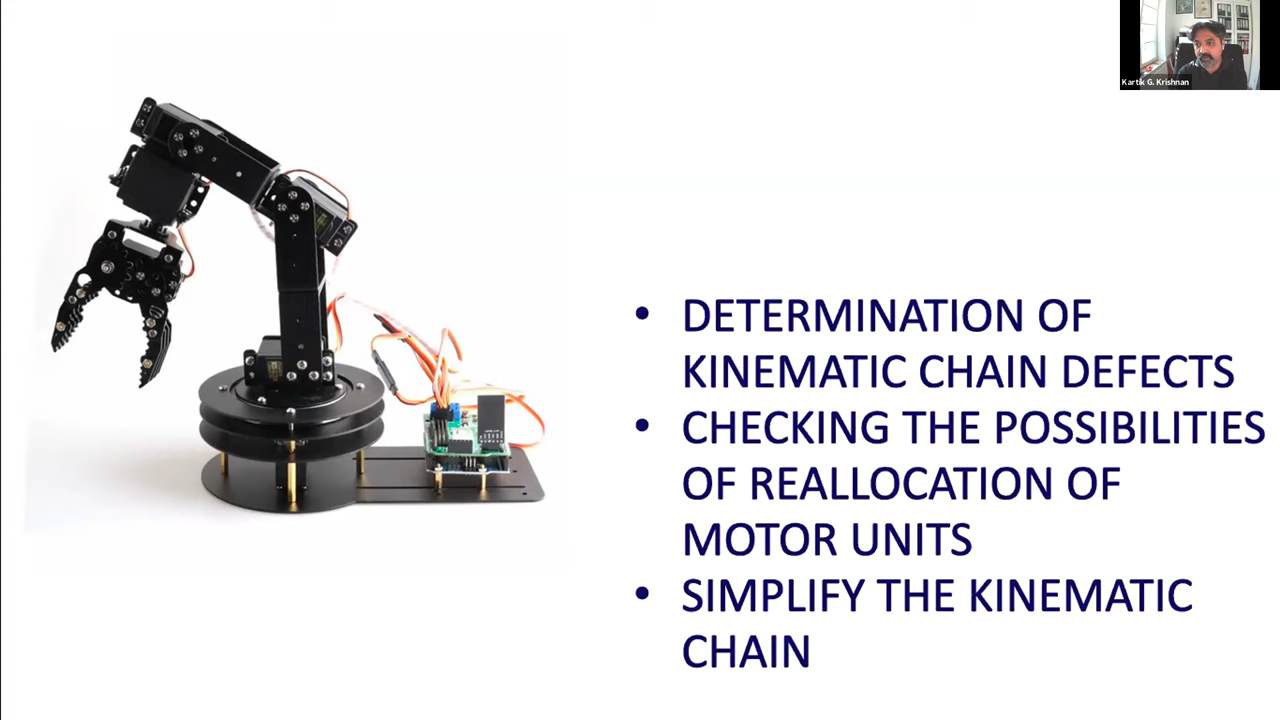 Kartik G. Krishnan
• DETERMINATION OF
KINEMATIC CHAIN DEFECTS
• CHECKING THE POSSIBILITIES
OF REALLOCATION OF
MOTOR UNITS
• SIMPLIFY THE KINEMATIC
CHAIN